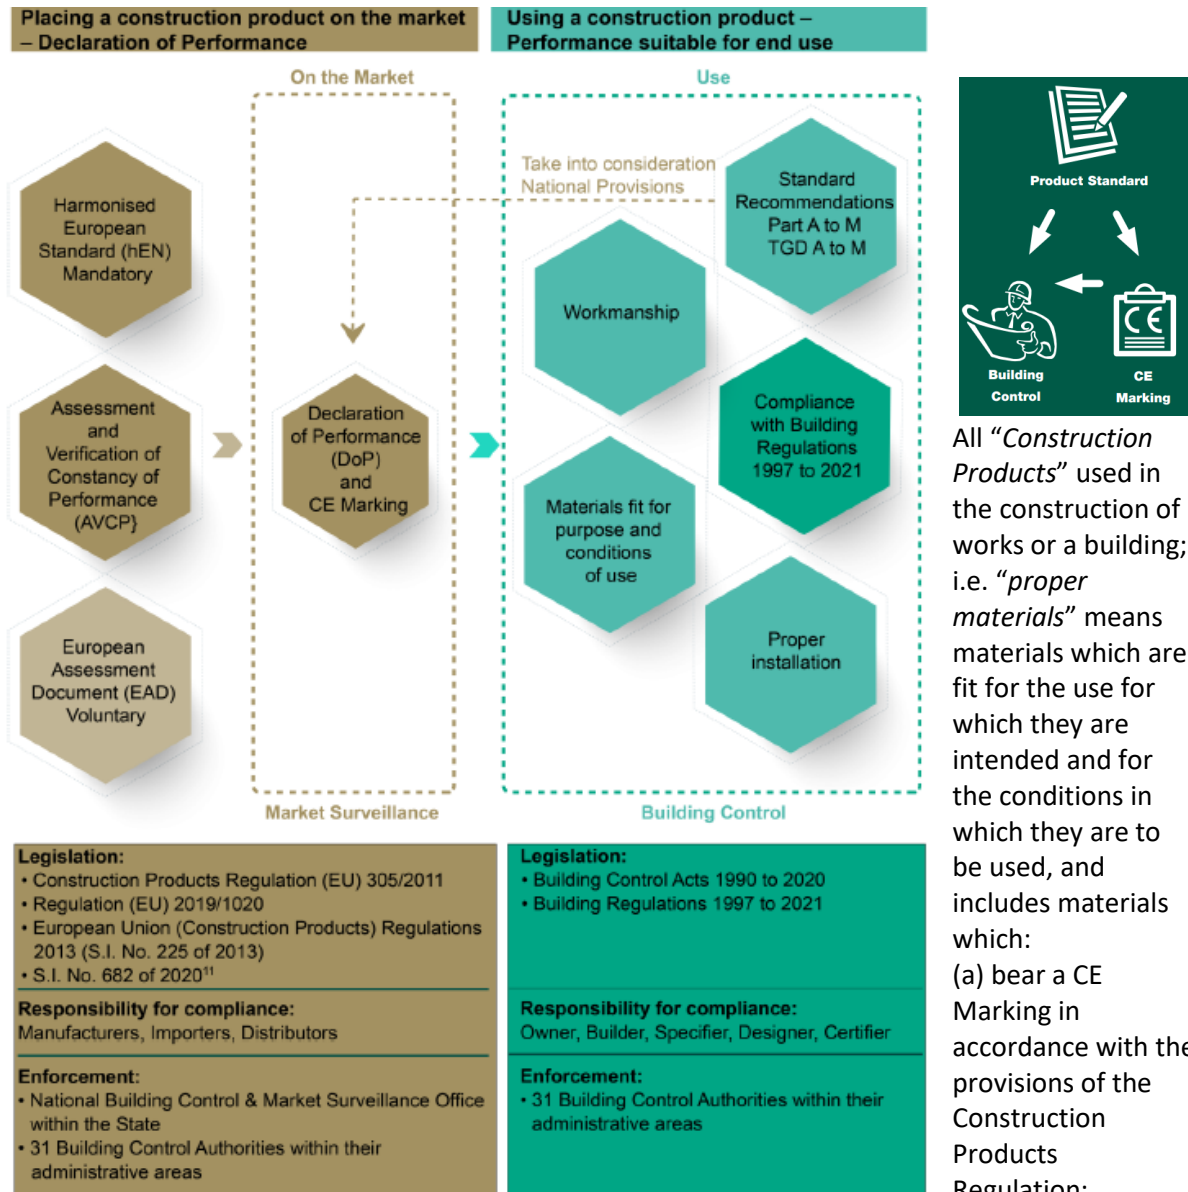 Placing a construction product on the market
– Declaration of Performance
Using a construction product –
Performance suitable for end use
On the Market
Use
Harmonised
European
Standard (hEN)
Mandatory
Assessment
and
Verification of
Constancy of
Performance
(AVCP}
European
Assessment
Document (EAD)
Voluntary
Declaration
of Performance
(DoP)
and
CE Marking
Take into consideration
National Provisions
Standard
Recommendations
Part A to M
TGD A to M
Workmanship
Compliance
with Building
Regulations
1997 to 2021
Materials fit for
purpose and
conditions
of use
Proper
installation
Market Surveillance
Building Control
Legislation:
• Construction Products Regulation (EU) 305/2011
• Regulation (EU) 2019/1020
• European Union (Construction Products) Regulations
2013 (S.I. No. 225 of 2013)
• S.I. No. 682 of 2020¹¹
Responsibility for compliance:
Manufacturers, Importers, Distributors
Enforcement:
• National Building Control & Market Surveillance Office
within the State
• 31 Building Control Authorities within their
administrative areas
Legislation:
• Building Control Acts 1990 to 2020
• Building Regulations 1997 to 2021
Responsibility for compliance:
Owner, Builder, Specifier, Designer, Certifier
Enforcement:
• 31 Building Control Authorities within their
administrative areas
Product Standard
Building
Control
CE
CE
Marking
All “Construction
Products” used in
the construction of
works or a building;
i.e. “proper
materials” means
materials which are
fit for the use for
which they are
intended and for
the conditions in
which they are to
be used, and
includes materials
which:
(a) bear a CE
Marking in
accordance with the
provisions of the
Construction
Products
Regulation;